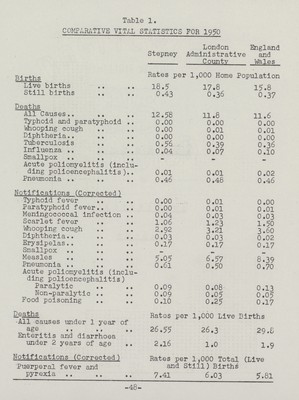 Table 1.
COMPARATIVE VITAL STATISTICS FOR 1950
London England
Stepney Administrative and
County Wales
Births Rates per 1,000 Home Population
Live births .. .. 18.5 17.8 15.8
Still births .. .. 0.43 0.36 0.37
Deaths
All Causes.. .. .. 12.58 11.8 11.6
Typhoid and paratyphoid .. 0.00 0.00 0.00
Whooping cough .. .. 0.00 0.01 0.01
Diphtheria.. .. .. 0.00 0.00 0.00
Tuberculosis .. .. 0.56 0.39 0.36
Influenza .. .. .. 0.04 0.07 0.10
Smallpox .. .. .. - - -
Acute poliomyelitis (inclu-
ding polioencephalitis).. 0.01 0.01 0.02
Pneumonia .. .. .. 0.46 0.48 0.46
Notifications (Corrected)
Typhoid fever .. .. 0.00 0.01 0.00
Paratyphoid fever.. .. 0.00 0.01 0.01
Meningococcal infection .. 0.04 0.03 0.03
Scarlet fever .. .. 1.06 1.23 1.50
Whooping cough .. .. 2.92 3.21 3.60
Diphtheria.. .. .. 0.03 0.03 0.02
Erysipelas.. .. .. 0.17 0.17 0.17
Smallpox .. .. .. - - -
Measles .. .. .. 5.05 6.57 8.39
Pneumonia .. .. .. 0.61 0.50 0.70
Acute poliomyelitis (inclu-
ding polioencephalitis)
Paralytic .. .. 0.09 0.08 0.13
Non-paralytic .. .. 0.09 0.05 0.05
Food poisoning .. .. 0.10 0.25 0.17
Deaths Rates per 1,000 Live Births
All causes under 1 year of
age .. .. .. 26.55 26.3 29.8
Enteritis and diarrhoea
under 2 years of age .. 2.16 1.0 1.9
Notifications (Corrected) Rates per 1,000 Total (Live
and Still) Births
Puerperal fever and
pyrexia .. .. .. 7.41 6.03 5.81
-48-